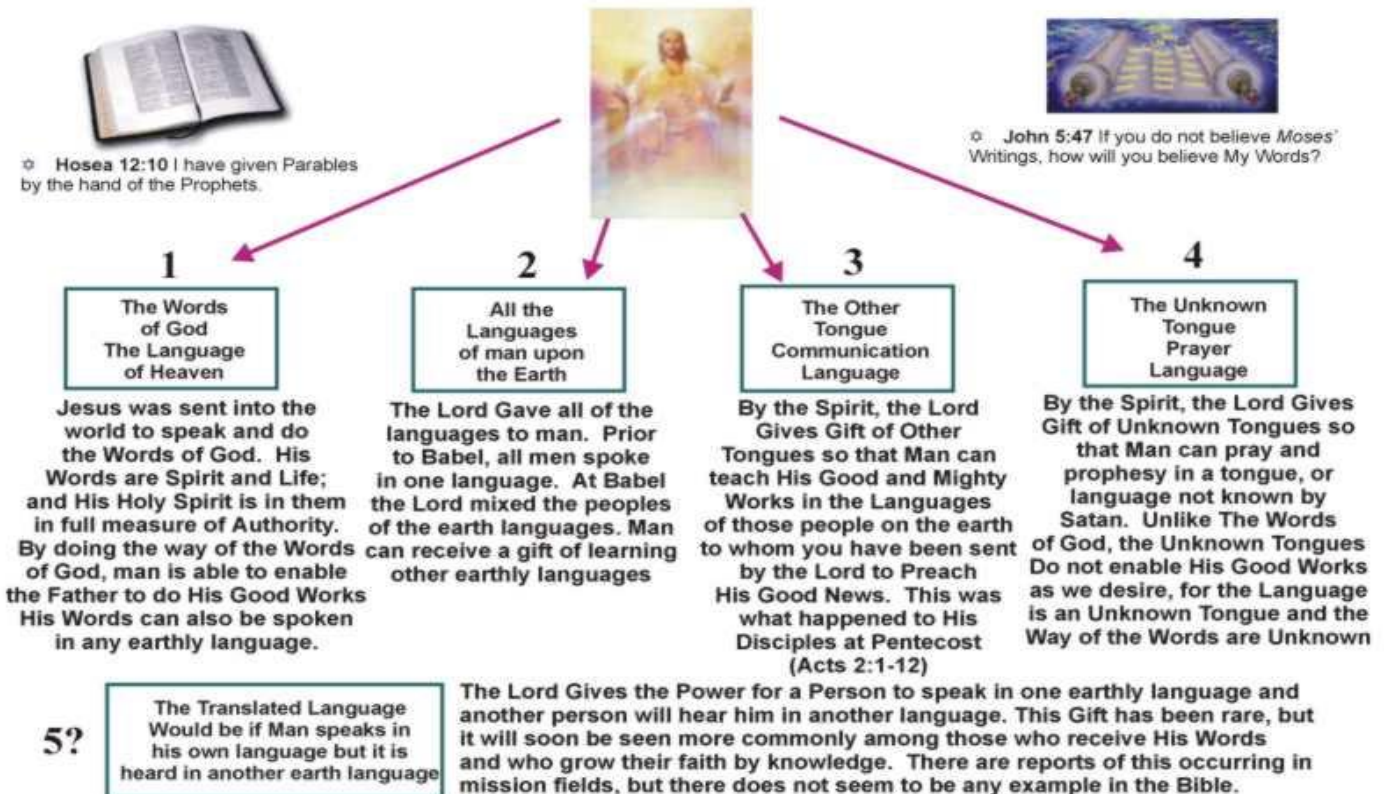 ✡ Hosea 12:10 I have given Parables
by the hand of the Prophets.
✡ John 5:47 If you do not believe Moses'
Writings, how will you believe My Words?
1
The Words
of God
The Language
of Heaven
Jesus was sent into the
world to speak and do
the Words of God. His
Words are Spirit and Life;
and His Holy Spirit is in them
in full measure of Authority.
By doing the way of the Words
of God, man is able to enable
the Father to do His Good Works
His Words can also be spoken
in any earthly language.
2
All the
Languages
of man upon
the Earth
The Lord Gave all of the
languages to man. Prior
to Babel, all men spoke
in one language. At Babel
the Lord mixed the peoples
of the earth languages. Man
can receive a gift of learning
other earthly languages
3
The Other
Tongue
Communication
Language
By the Spirit, the Lord
Gives Gift of Other
Tongues so that Man can
teach His Good and Mighty
Works in the Languages
of those people on the earth
to whom you have been sent
by the Lord to Preach
His Good News. This was
what happened to His
Disciples at Pentecost
(Acts 2:1-12)
4
The Unknown
Tongue
Prayer
Language
By the Spirit, the Lord Gives
Gift of Unknown Tongues so
that Man can pray and
prophesy in a tongue, or
language not known by
Satan. Unlike The Words
of God, the Unknown Tongues
Do not enable His Good Works
as we desire, for the Language
is an Unknown Tongue and the
Way of the Words are Unknown
5?
The Translated Language
Would be if Man speaks in
his own language but it is
heard in another earth language
The Lord Gives the Power for a Person to speak in one earthly language and
another person will hear him in another language. This Gift has been rare, but
it will soon be seen more commonly among those who receive His Words
and who grow their faith by knowledge. There are reports of this occurring in
mission fields, but there does not seem to be any example in the Bible.